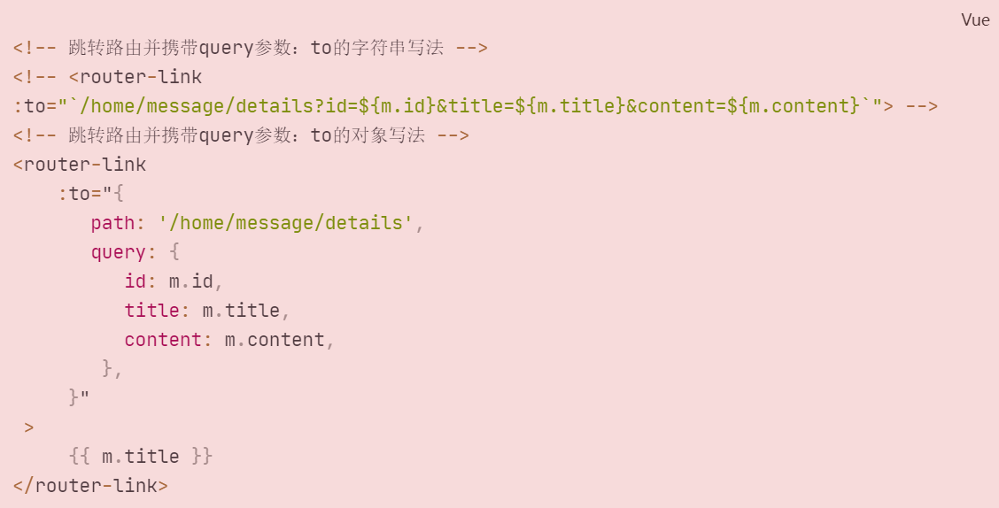 Vue
<!-- 跳转路由并携带query参数：to的字符串写法 -->
<!-- <router-link
:to="`/home/message/details?id=${m.id}&title=${m.title}&content=${m.content}`"> -->
<!-- 跳转路由并携带query参数：to的对象写法 -->
<router-link
    :to="{
       path: '/home/message/details',
       query: {
          id: m.id,
          title: m.title,
          content: m.content,
        },
     }"
 >
     {{ m.title }}
</router-link>